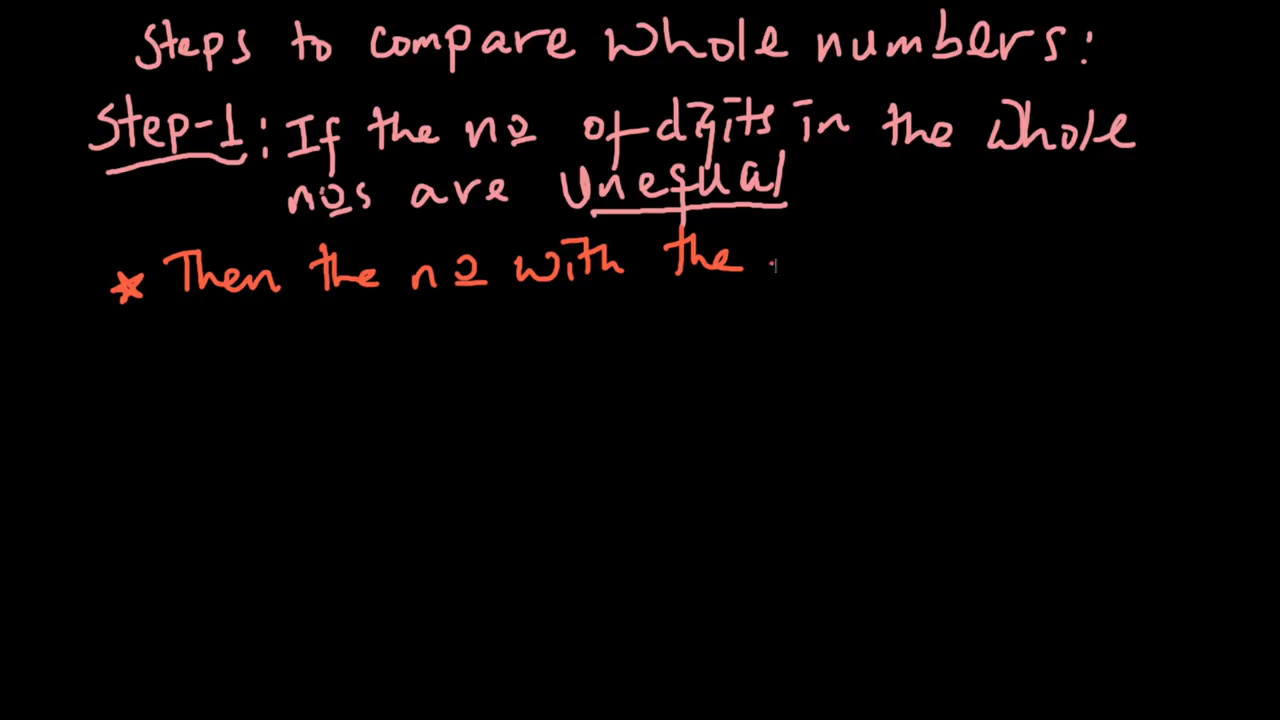 Steps to compare whole numbers:
Step-1: If the no of digits in the whole
nos are unequal
* Then the no with the